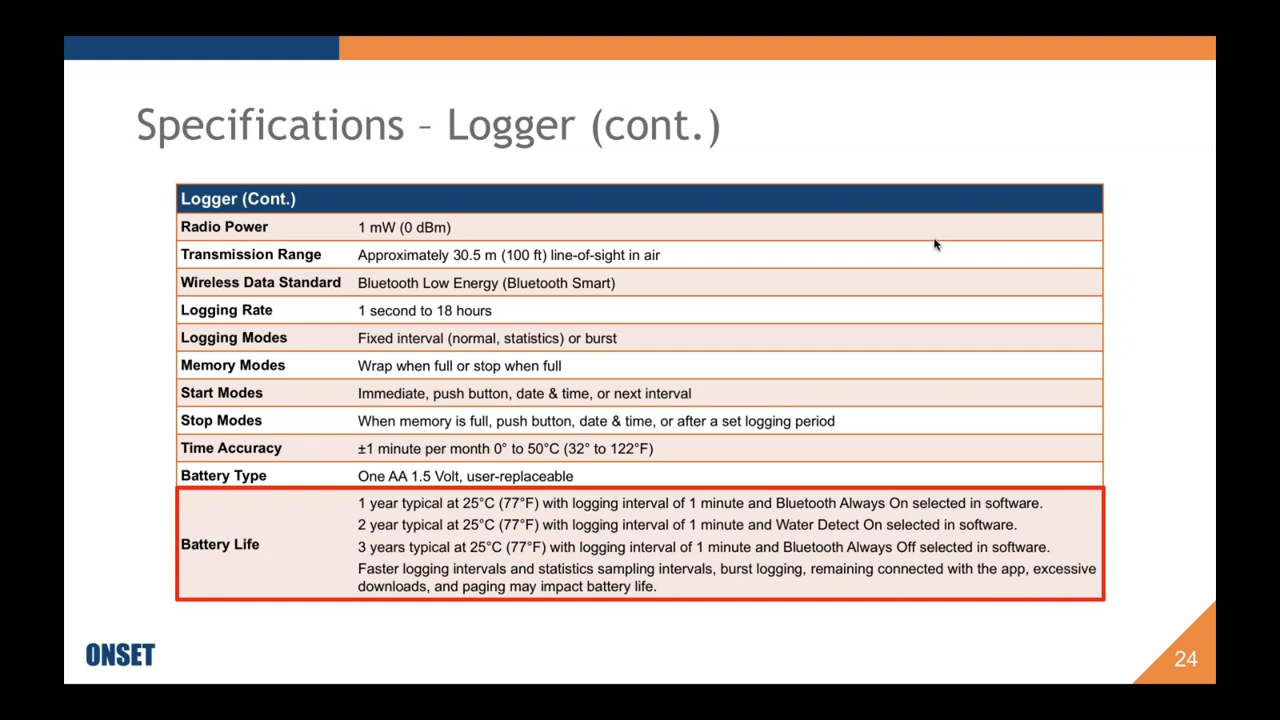 Specifications – Logger (cont.)
Logger (Cont.)
Radio Power 1 mW (0 dBm)
Transmission Range Approximately 30.5 m (100 ft) line-of-sight in air
Wireless Data Standard Bluetooth Low Energy (Bluetooth Smart)
Logging Rate 1 second to 18 hours
Logging Modes Fixed interval (normal, statistics) or burst
Memory Modes Wrap when full or stop when full
Start Modes Immediate, push button, date & time, or next interval
Stop Modes When memory is full, push button, date & time, or after a set logging period
Time Accuracy ±1 minute per month 0° to 50°C (32° to 122°F)
Battery Type One AA 1.5 Volt, user-replaceable
Battery Life
1 year typical at 25°C (77°F) with logging interval of 1 minute and Bluetooth Always On selected in software.
2 year typical at 25°C (77°F) with logging interval of 1 minute and Water Detect On selected in software.
3 years typical at 25°C (77°F) with logging interval of 1 minute and Bluetooth Always Off selected in software.
Faster logging intervals and statistics sampling intervals, burst logging, remaining connected with the app, excessive
downloads, and paging may impact battery life.
ONSET
24